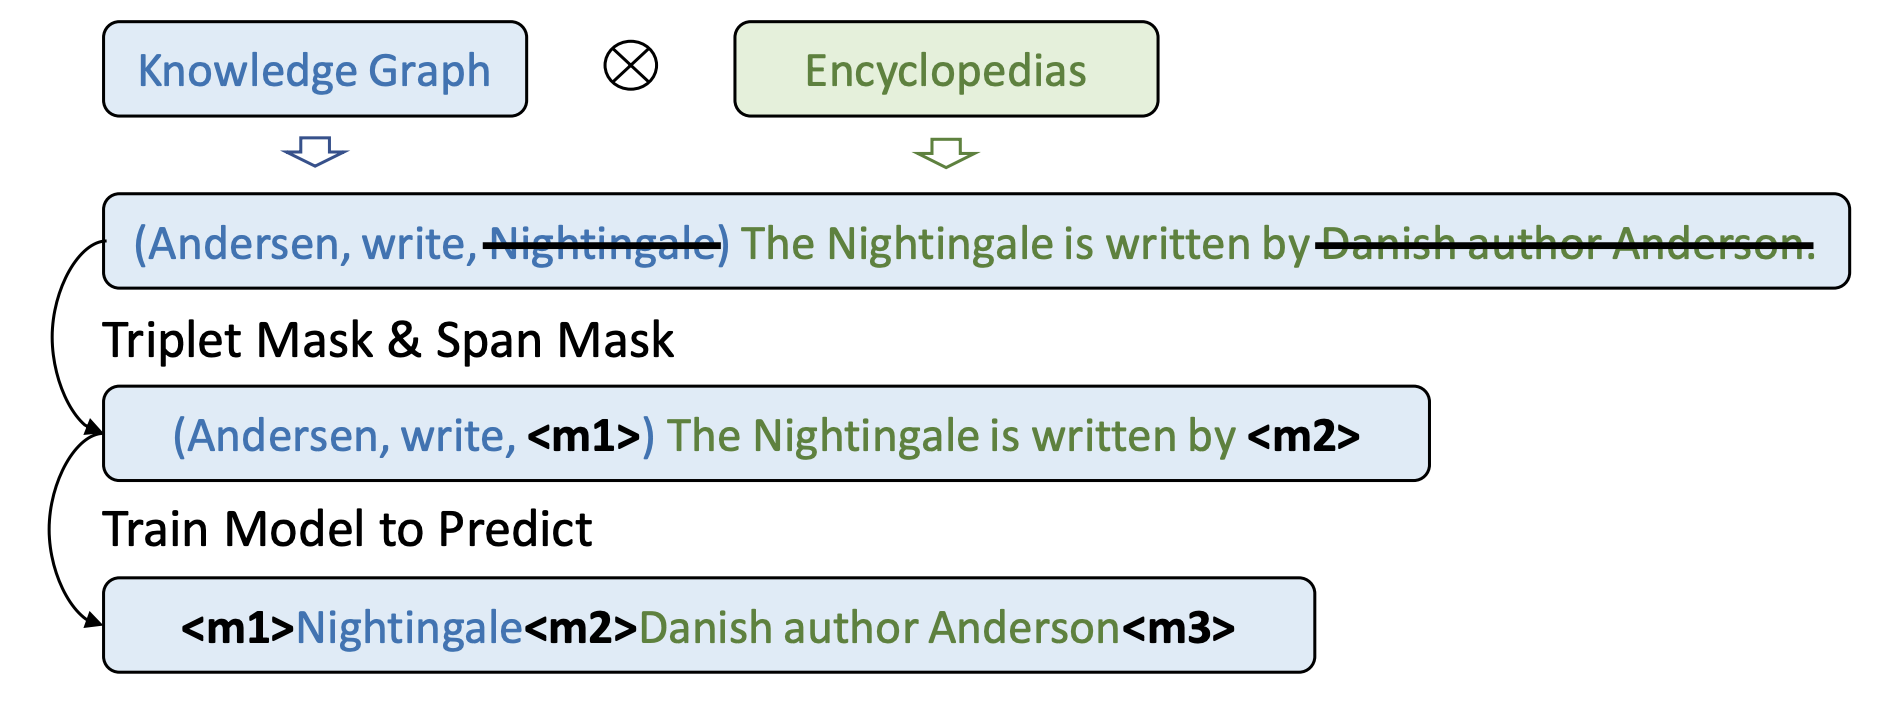 Knowledge Graph
Encyclopedias
(Andersen, write, Nightingale) The Nightingale is written by Danish author Anderson.
Triplet Mask & Span Mask
(Andersen, write, <m1>) The Nightingale is written by <m2>
Train Model to Predict
<m1>Nightingale<m2>Danish author Anderson<m3>